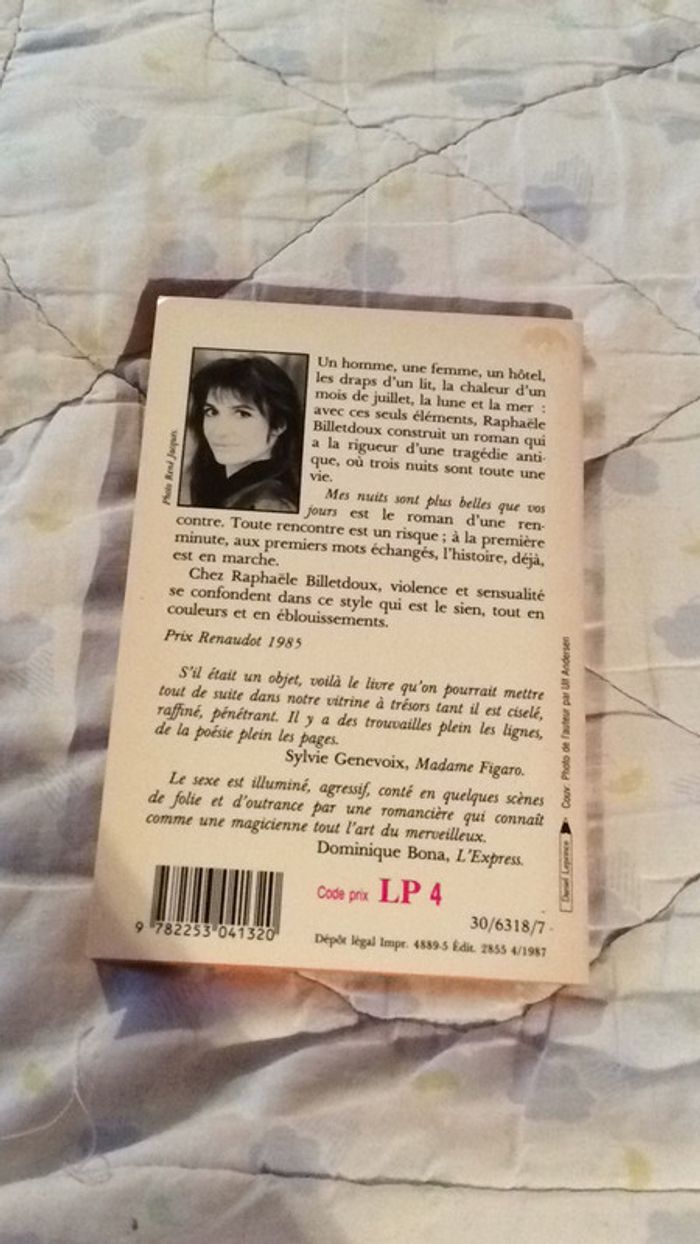 Photo René Jacques.
Un homme, une femme, un hôtel,
les draps d'un lit, la chaleur d'un
mois de juillet, la lune et la mer :
avec ces seuls éléments, Raphaële
Billetdoux construit un roman qui
a la rigueur d'une tragédie anti-
que, où trois nuits sont toute une
vie.
Mes nuits sont plus belles que vos
jours est le roman d'une ren-
contre. Toute rencontre est un risque ; à la première
minute, aux premiers mots échangés, l'histoire, déjà,
est en marche.
Chez Raphaële Billetdoux, violence et sensualité
se confondent dans ce style qui est le sien, tout en
couleurs et en éblouissements.
Prix Renaudot 1985
S'il était un objet, voilà le livre qu'on pourrait mettre
tout de suite dans notre vitrine à trésors tant il est ciselé,
raffiné, pénétrant. Il y a des trouvailles plein les lignes,
de la poésie plein les pages.
Sylvie Genevoix, Madame Figaro.
Le sexe est illuminé, agressif, conté en quelques scènes
de folie et d'outrance par une romancière qui connaît
comme une magicienne tout l'art du merveilleux.
Dominique Bona, L'Express.
Daniel Leprince
Couv. Photo de l'auteur par Ulf Andersen
Code prix LP 4
9 782253 041320
30/6318/7
Dépôt légal Impr. 4889-5 Édit. 2855 4/1987